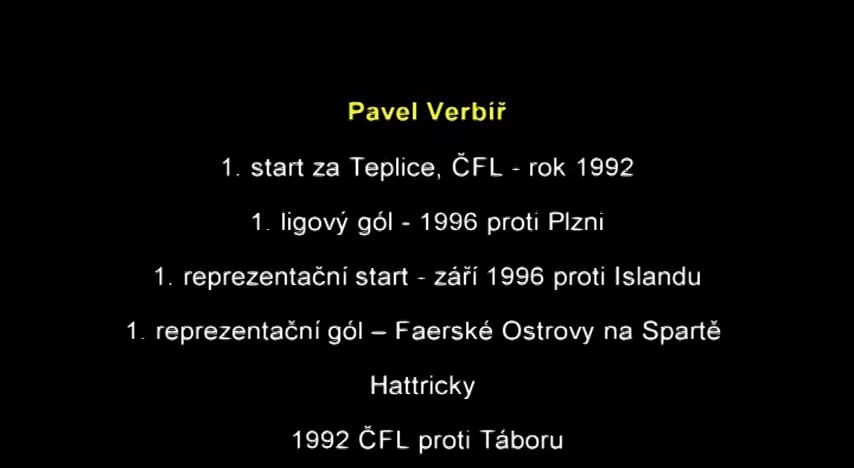 Pavel Verbíř
1. start za Teplice, ČFL - rok 1992
1. ligový gól - 1996 proti Plzni
1. reprezentační start - září 1996 proti Islandu
1. reprezentační gól – Faerské Ostrovy na Spartě
Hattricky
1992 ČFL proti Táboru